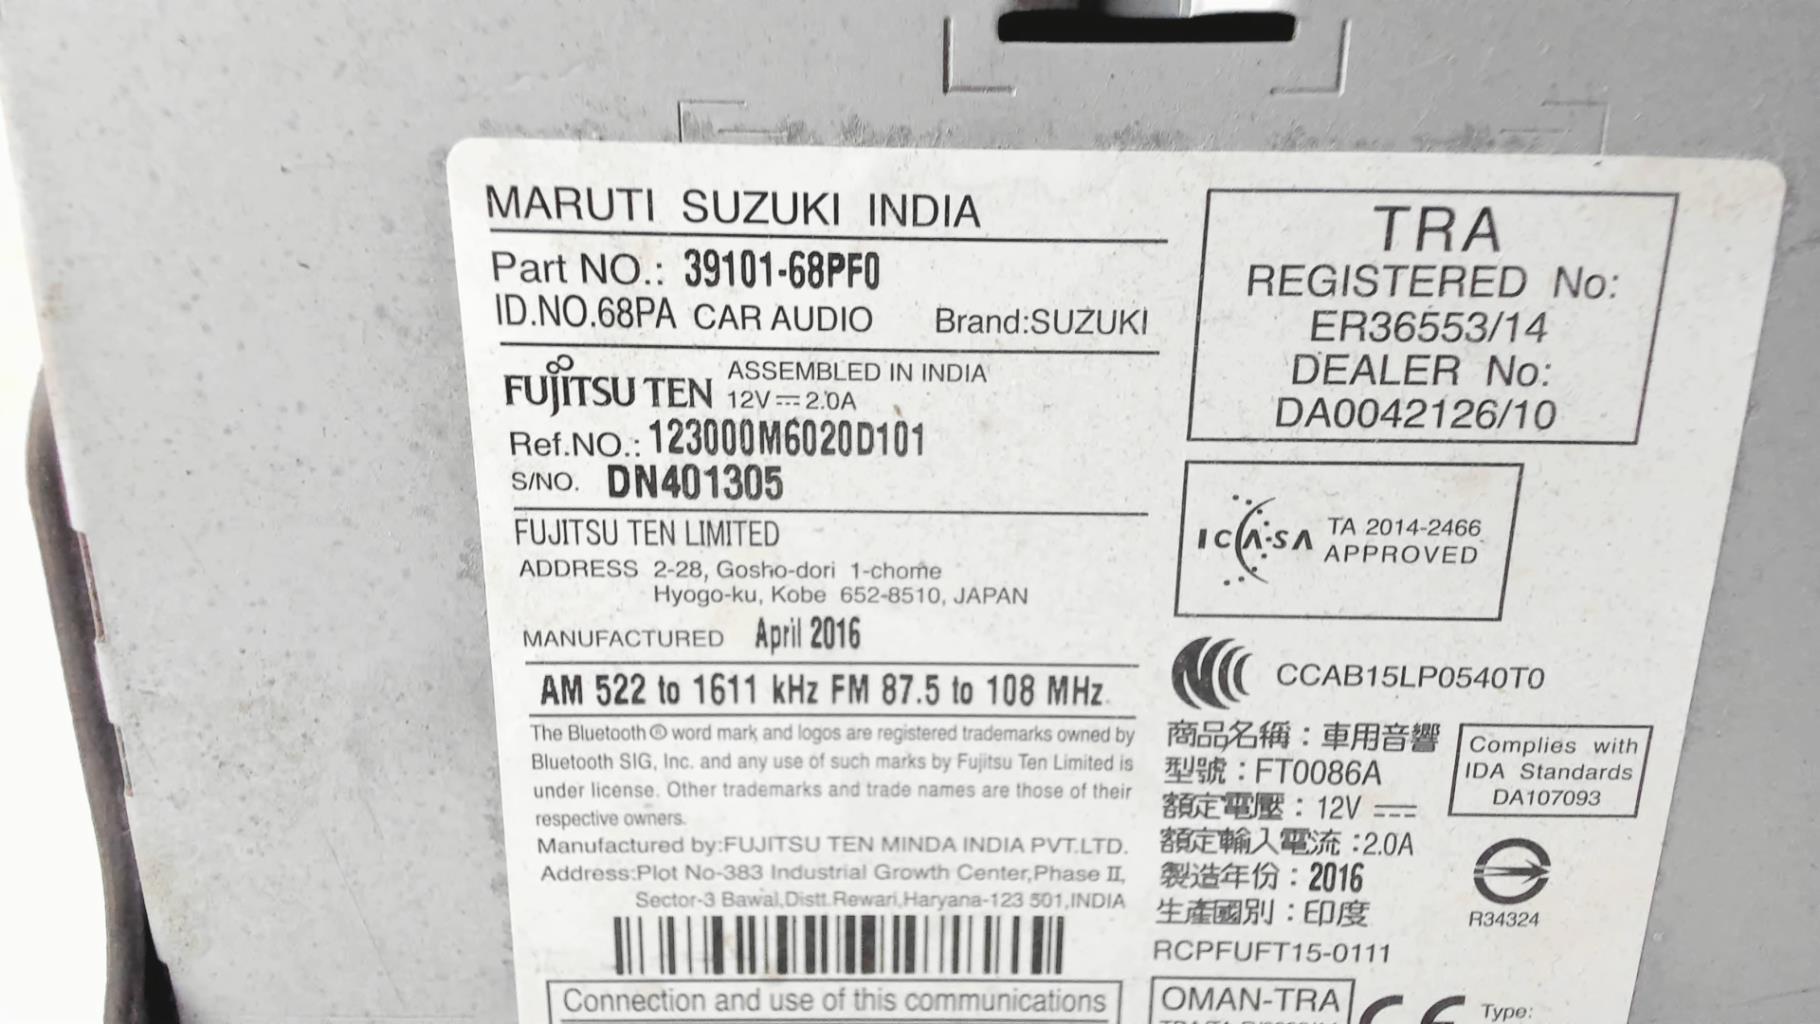 MARUTI SUZUKI INDIA
Part NO.: 39101-68PF0
ID.NO.68PA CAR AUDIO Brand:SUZUKI
FUJITSU TEN ASSEMBLED IN INDIA
12V⎓2.0A
Ref.NO.: 123000M6020D101
S/NO. DN401305
FUJITSU TEN LIMITED
ADDRESS 2-28, Gosho-dori 1-chome
Hyogo-ku, Kobe 652-8510, JAPAN
MANUFACTURED April 2016
AM 522 to 1611 kHz FM 87.5 to 108 MHz.
The Bluetooth® word mark and logos are registered trademarks owned by
Bluetooth SIG, Inc. and any use of such marks by Fujitsu Ten Limited is
under license. Other trademarks and trade names are those of their
respective owners.
Manufactured by:FUJITSU TEN MINDA INDIA PVT.LTD.
Address:Plot No-383 Industrial Growth Center,Phase II,
Sector-3 Bawal,Distt.Rewari,Haryana-123 501,INDIA
Connection and use of this communications
TRA
REGISTERED No:
ER36553/14
DEALER No:
DA0042126/10
ICASA TA 2014-2466
APPROVED
CCAB15LP0540T0
商品名稱：車用音響
型號：FT0086A
額定電壓：12V ⎓
額定輸入電流：2.0A
製造年份：2016
生產國別：印度
RCPFUFT15-0111
Complies with
IDA Standards
DA107093
R34324
OMAN-TRA
CE Type: